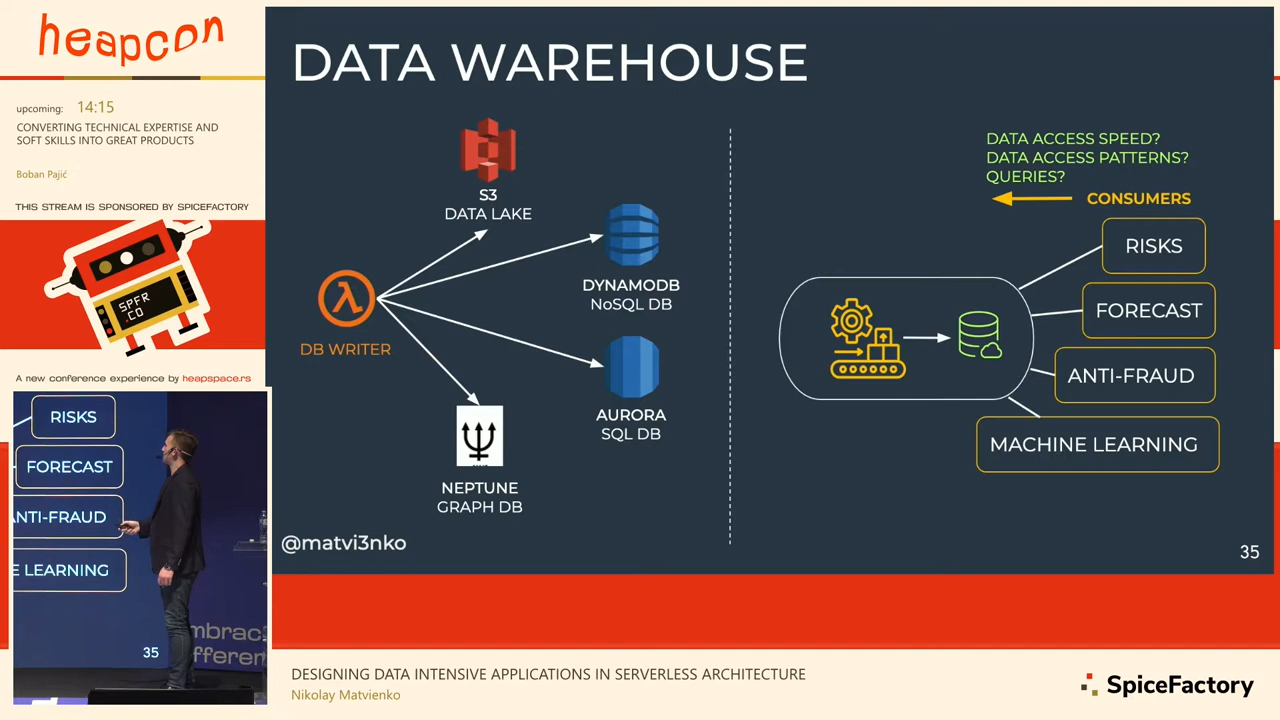 heapcon
upcoming: 14:15
CONVERTING TECHNICAL EXPERTISE AND
SOFT SKILLS INTO GREAT PRODUCTS
Boban Pajić
THIS STREAM IS SPONSORED BY SPICEFACTORY
SPFR
.CO
A new conference experience by heapspace.rs
RISKS
FORECAST
ANTI-FRAUD
E LEARNING
35
mbrac
fferen
DATA WAREHOUSE
S3
DATA LAKE
DYNAMODB
NoSQL DB
DB WRITER
AURORA
SQL DB
NEPTUNE
GRAPH DB
@matvi3nko
DATA ACCESS SPEED?
DATA ACCESS PATTERNS?
QUERIES?
CONSUMERS
RISKS
FORECAST
ANTI-FRAUD
MACHINE LEARNING
35
DESIGNING DATA INTENSIVE APPLICATIONS IN SERVERLESS ARCHITECTURE
Nikolay Matvienko
SpiceFactory